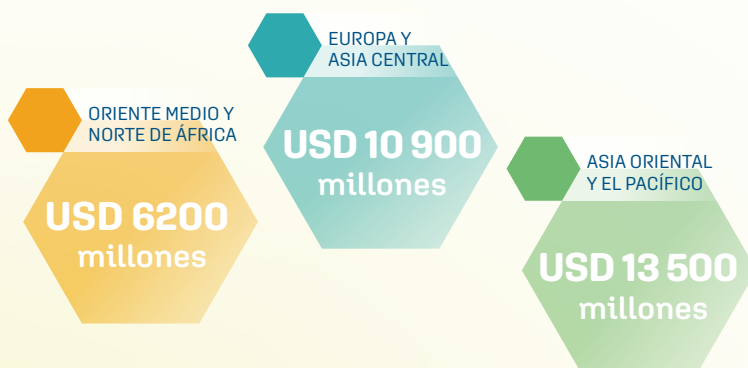 EUROPA Y
ASIA CENTRAL
USD 10 900
millones
ORIENTE MEDIO Y
NORTE DE ÁFRICA
USD 6200
millones
ASIA ORIENTAL
Y EL PACÍFICO
USD 13 500
millones